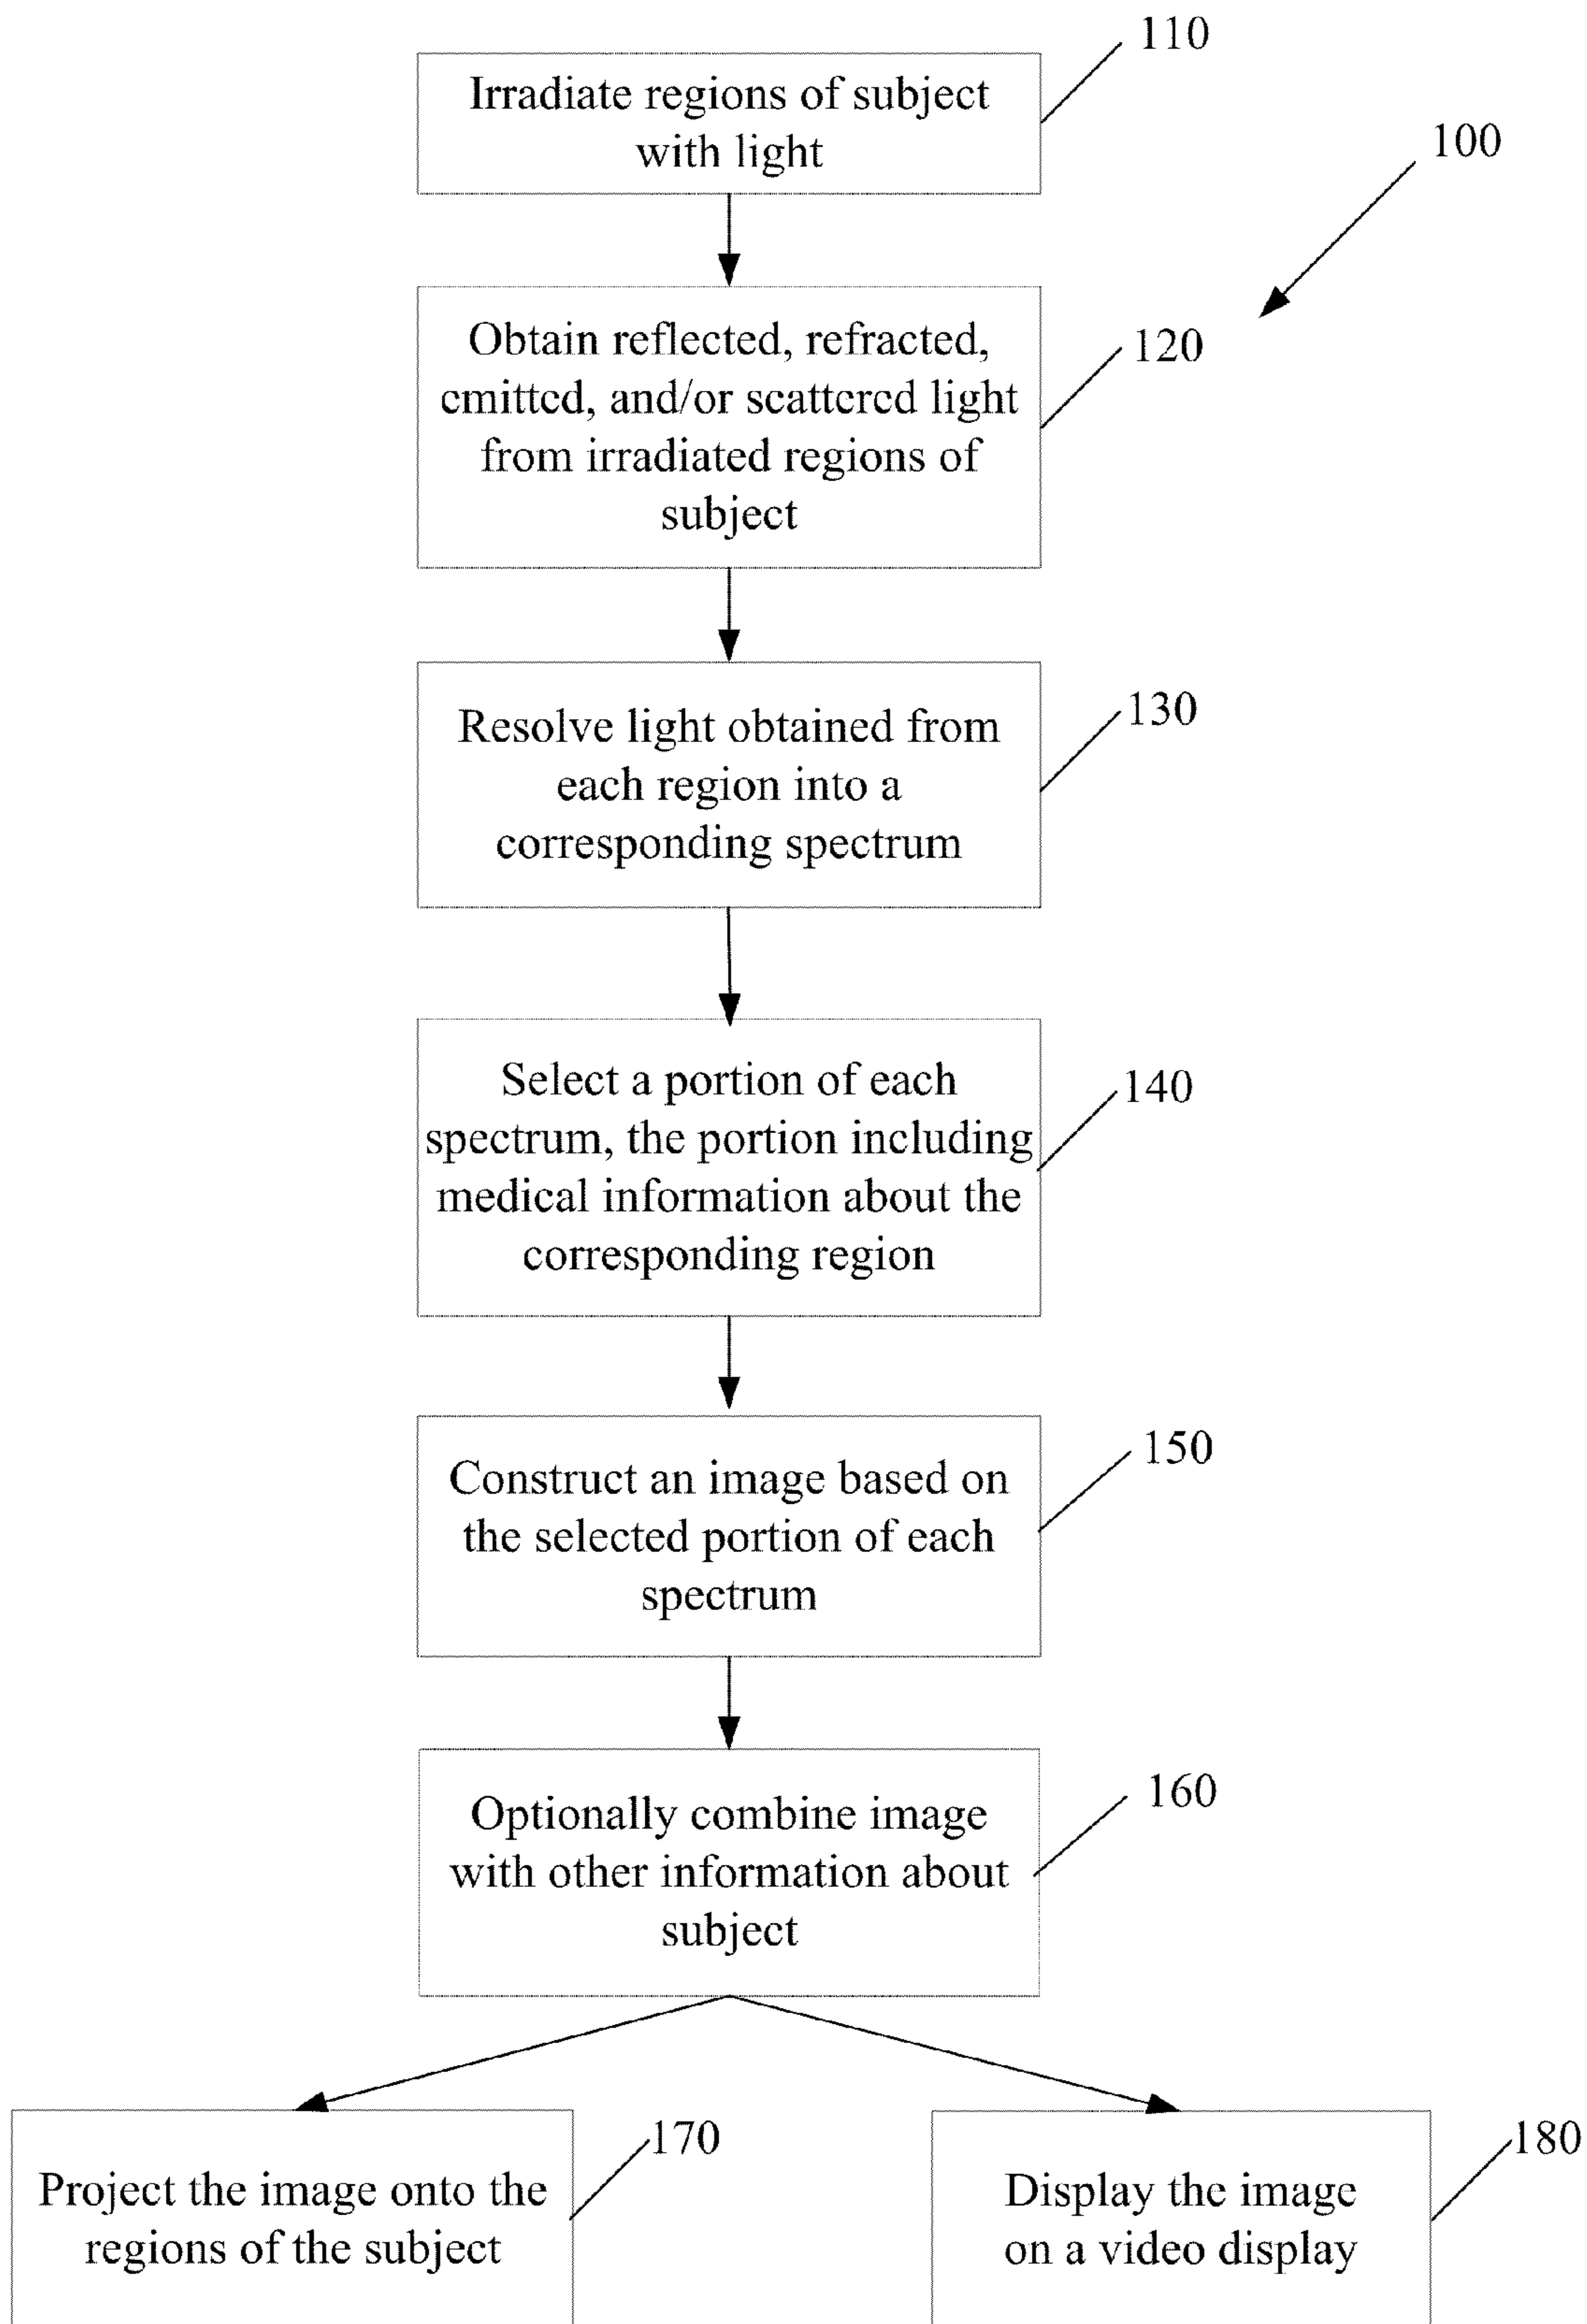 110
Irradiate regions of subject
with light
100
120
Obtain reflected, refracted,
emitted, and/or scattered light
from irradiated regions of
subject
130
Resolve light obtained from
each region into a
corresponding spectrum
140
Select a portion of each
spectrum, the portion including
medical information about the
corresponding region
150
Construct an image based on
the selected portion of each
spectrum
160
Optionally combine image
with other information about
subject
170
Project the image onto the
regions of the subject
180
Display the image
on a video display